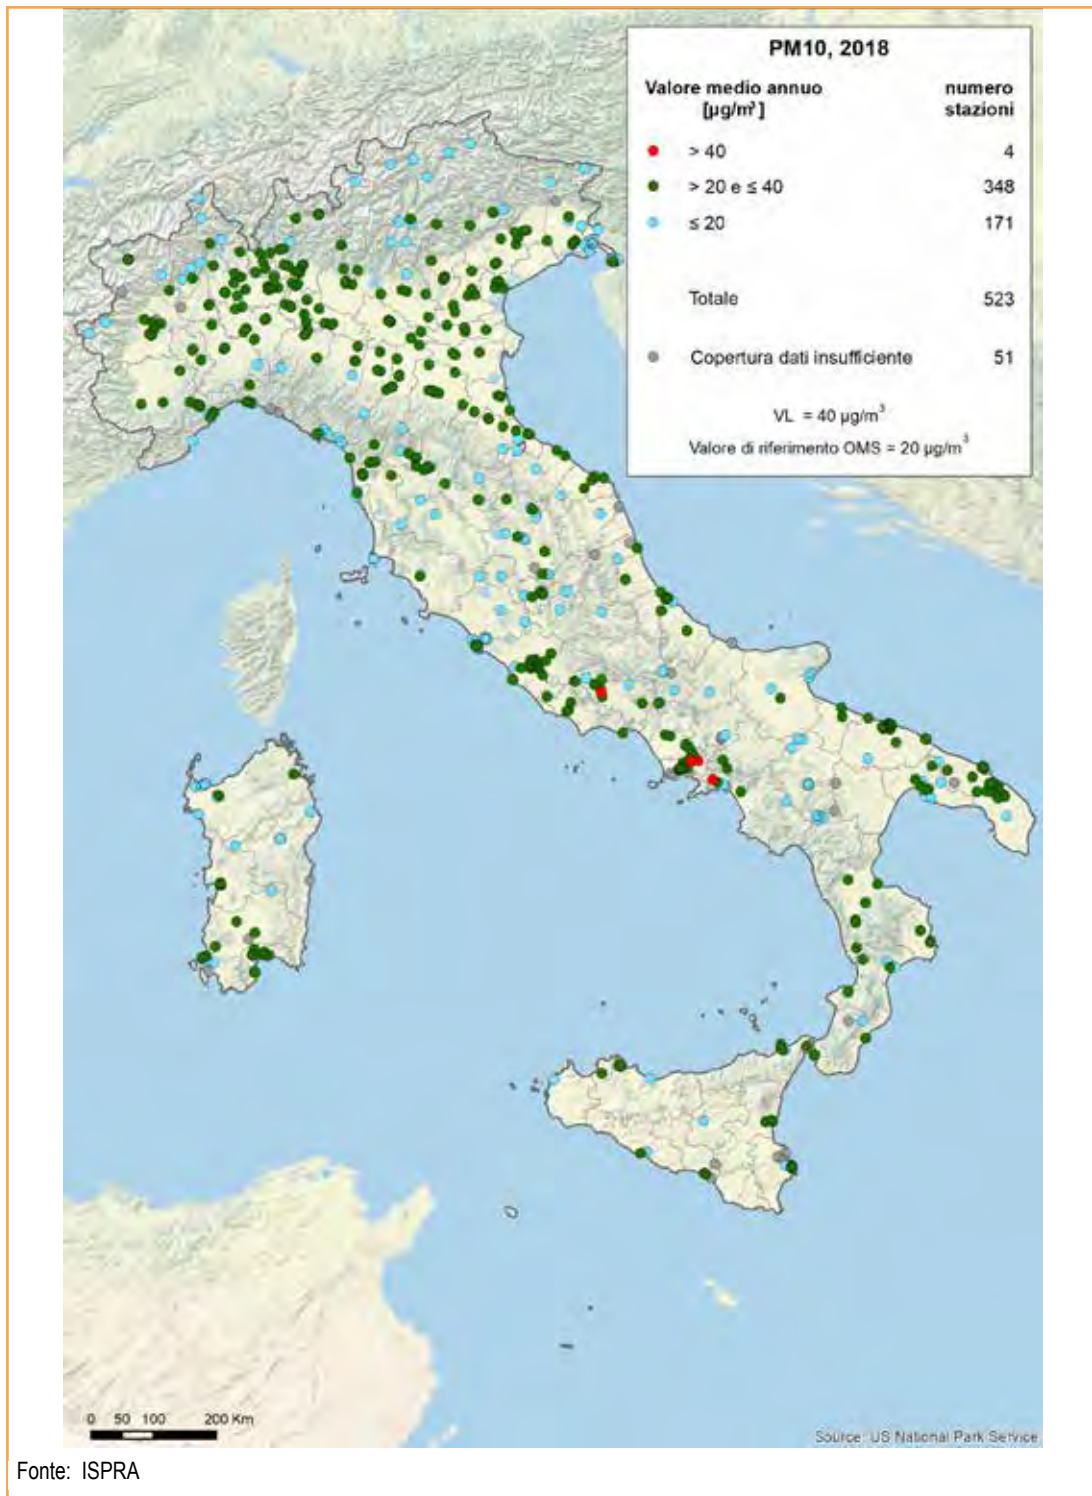 PM10, 2018
Valore medio annuo numero
[µg/m³] stazioni
> 40 4
> 20 e ≤ 40 348
≤ 20 171
Totale 523
Copertura dati insufficiente 51
VL = 40 µg/m³
Valore di riferimento OMS = 20 µg/m³
0 50 100 200 Km
Source: US National Park Service
Fonte: ISPRA